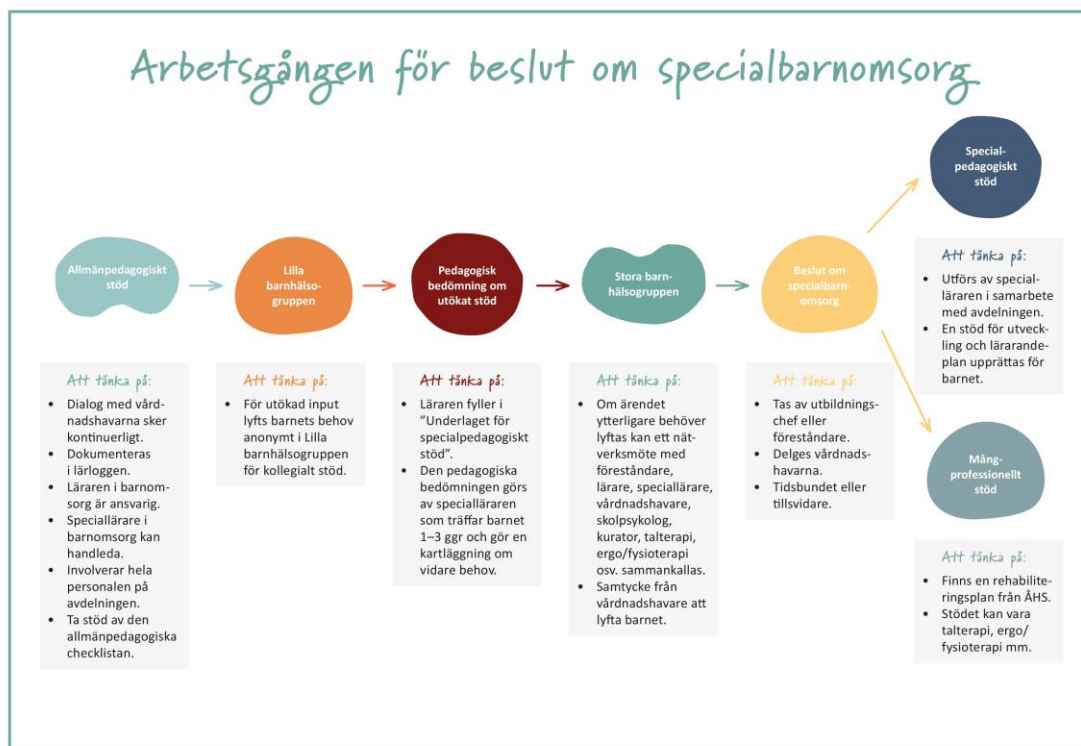 Arbetsgången för beslut om specialbarnomsorg
Allmänpedagogiskt
stöd
Att tänka på:
• Dialog med vård-
nadshavarna sker
kontinuerligt.
• Dokumenteras
i lärloggen.
• Läraren i barnom-
sorg är ansvarig.
• Speciallärare i
barnomsorg kan
handleda.
• Involverar hela
personalen på
avdelningen.
• Ta stöd av den
allmänpedagogiska
checklistan.
Lilla
barnhälso-
gruppen
Att tänka på:
• För utökad input
lyfts barnets behov
anonymt i Lilla
barnhälsogruppen
för kollegialt stöd.
Pedagogisk
bedömning om
utökat stöd
Att tänka på:
• Läraren fyller i
”Underlaget för
specialpedagogiskt
stöd”.
• Den pedagogiska
bedömningen görs
av specialläraren
som träffar barnet
1–3 ggr och gör en
kartläggning om
vidare behov.
Stora barn-
hälsogruppen
Att tänka på:
• Om ärendet
ytterligare behöver
lyftas kan ett nät-
verksmöte med
föreståndare,
lärare, speciallärare,
vårdnadshavare,
skolpsykolog,
kurator, talterapi,
ergo/fysioterapi
osv. sammankallas.
• Samtycke från
vårdnadshavare att
lyfta barnet.
Beslut om
specialbarn-
omsorg
Att tänka på:
• Tas av utbildnings-
chef eller
föreståndare.
• Delges vårdnads-
havarna.
• Tidsbundet eller
tillsvidare.
Special-
pedagogiskt
stöd
Att tänka på:
• Utförs av special-
läraren i samarbete
med avdelningen.
• En stöd för utveck-
ling och lärarande-
plan upprättas för
barnet.
Mång-
professionellt
stöd
Att tänka på:
• Finns en rehabilite-
ringsplan från ÅHS.
• Stödet kan vara
talterapi, ergo/
fysioterapi mm.